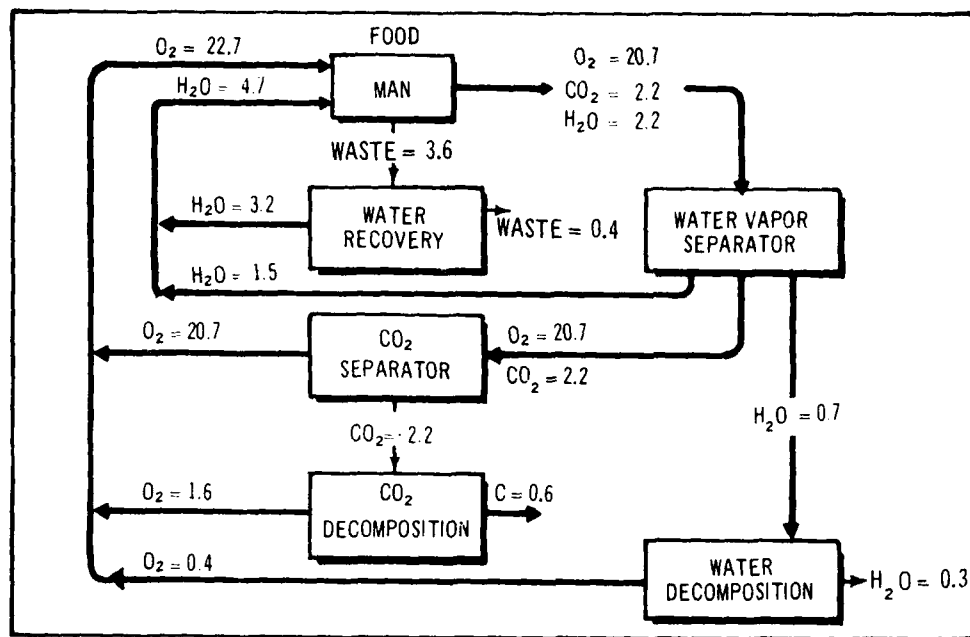 FOOD
O₂ = 22.7
MAN
O₂ = 20.7
CO₂ = 2.2
H₂O = 2.2
H₂O = 4.7
WASTE = 3.6
H₂O = 3.2
WATER
RECOVERY
WASTE = 0.4
WATER VAPOR
SEPARATOR
H₂O = 1.5
O₂ = 20.7
CO₂
SEPARATOR
O₂ = 20.7
CO₂ = 2.2
H₂O = 0.7
CO₂ = 2.2
O₂ = 1.6
CO₂
DECOMPOSITION
C = 0.6
O₂ = 0.4
WATER
DECOMPOSITION
H₂O = 0.3